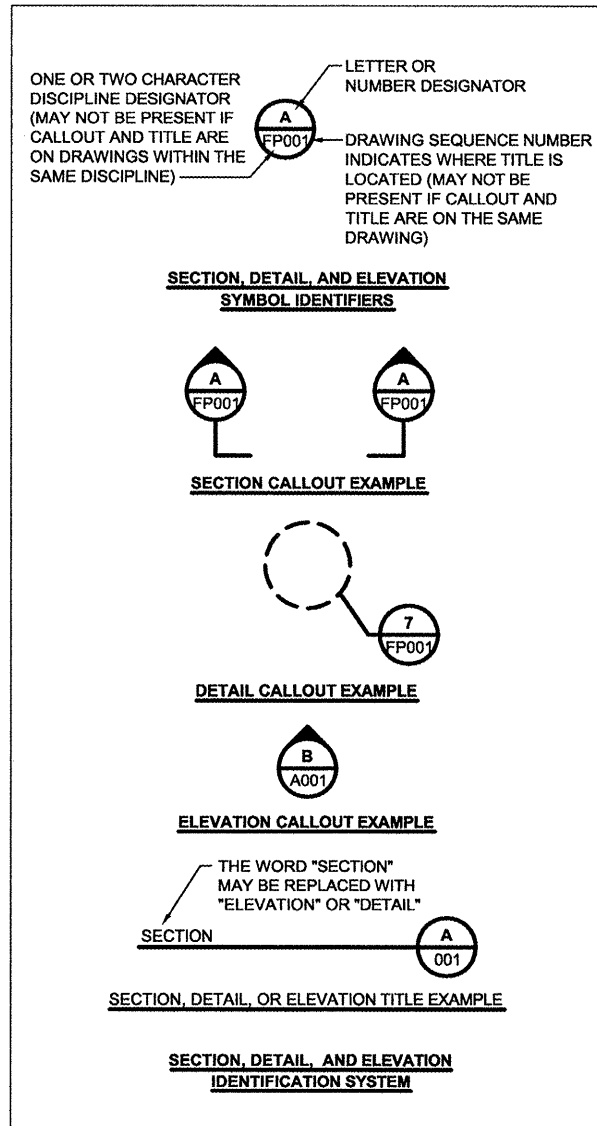 ONE OR TWO CHARACTER
DISCIPLINE DESIGNATOR
(MAY NOT BE PRESENT IF
CALLOUT AND TITLE ARE
ON DRAWINGS WITHIN THE
SAME DISCIPLINE)
A
FP001
LETTER OR
NUMBER DESIGNATOR
DRAWING SEQUENCE NUMBER
INDICATES WHERE TITLE IS
LOCATED (MAY NOT BE
PRESENT IF CALLOUT AND
TITLE ARE ON THE SAME
DRAWING)
SECTION, DETAIL, AND ELEVATION
SYMBOL IDENTIFIERS
A
FP001
A
FP001
SECTION CALLOUT EXAMPLE
7
FP001
DETAIL CALLOUT EXAMPLE
B
A001
ELEVATION CALLOUT EXAMPLE
THE WORD "SECTION"
MAY BE REPLACED WITH
"ELEVATION" OR "DETAIL"
SECTION
A
001
SECTION, DETAIL, OR ELEVATION TITLE EXAMPLE
SECTION, DETAIL, AND ELEVATION
IDENTIFICATION SYSTEM